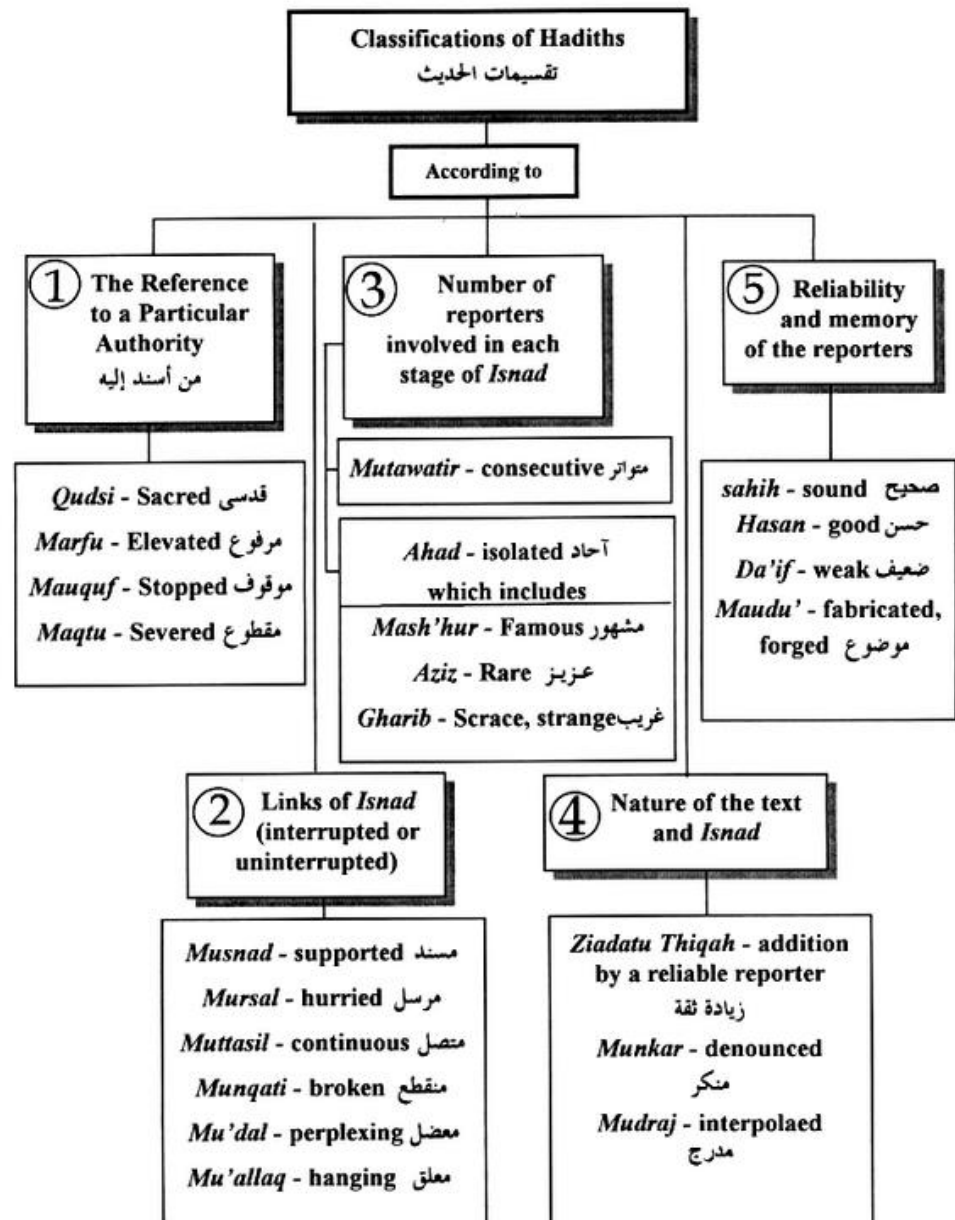 Classifications of Hadiths
تقسيمات الحديث
According to
1
The Reference
to a Particular
Authority
من أسند إليه
Qudsi - Sacred قدسى
Marfu - Elevated مرفوع
Mauquf - Stopped موقوف
Maqtu - Severed مقطوع
2
Links of Isnad
(interrupted or
uninterrupted)
Musnad - supported مسند
Mursal - hurried مرسل
Muttasil - continuous متصل
Munqati - broken منقطع
Mu'dal - perplexing معضل
Mu'allaq - hanging معلق
3
Number of
reporters
involved in each
stage of Isnad
Mutawatir - consecutive متواتر
Ahad - isolated آحاد
which includes
Mash'hur - Famous مشهور
Aziz - Rare عزيز
Gharib - Scrace, strange غريب
4
Nature of the text
and Isnad
Ziadatu Thiqah - addition
by a reliable reporter
زيادة ثقة
Munkar - denounced
منكر
Mudraj - interpolaed
مدرج
5
Reliability
and memory
of the reporters
sahih - sound صحيح
Hasan - good حسن
Da'if - weak ضعيف
Maudu' - fabricated,
forged موضوع